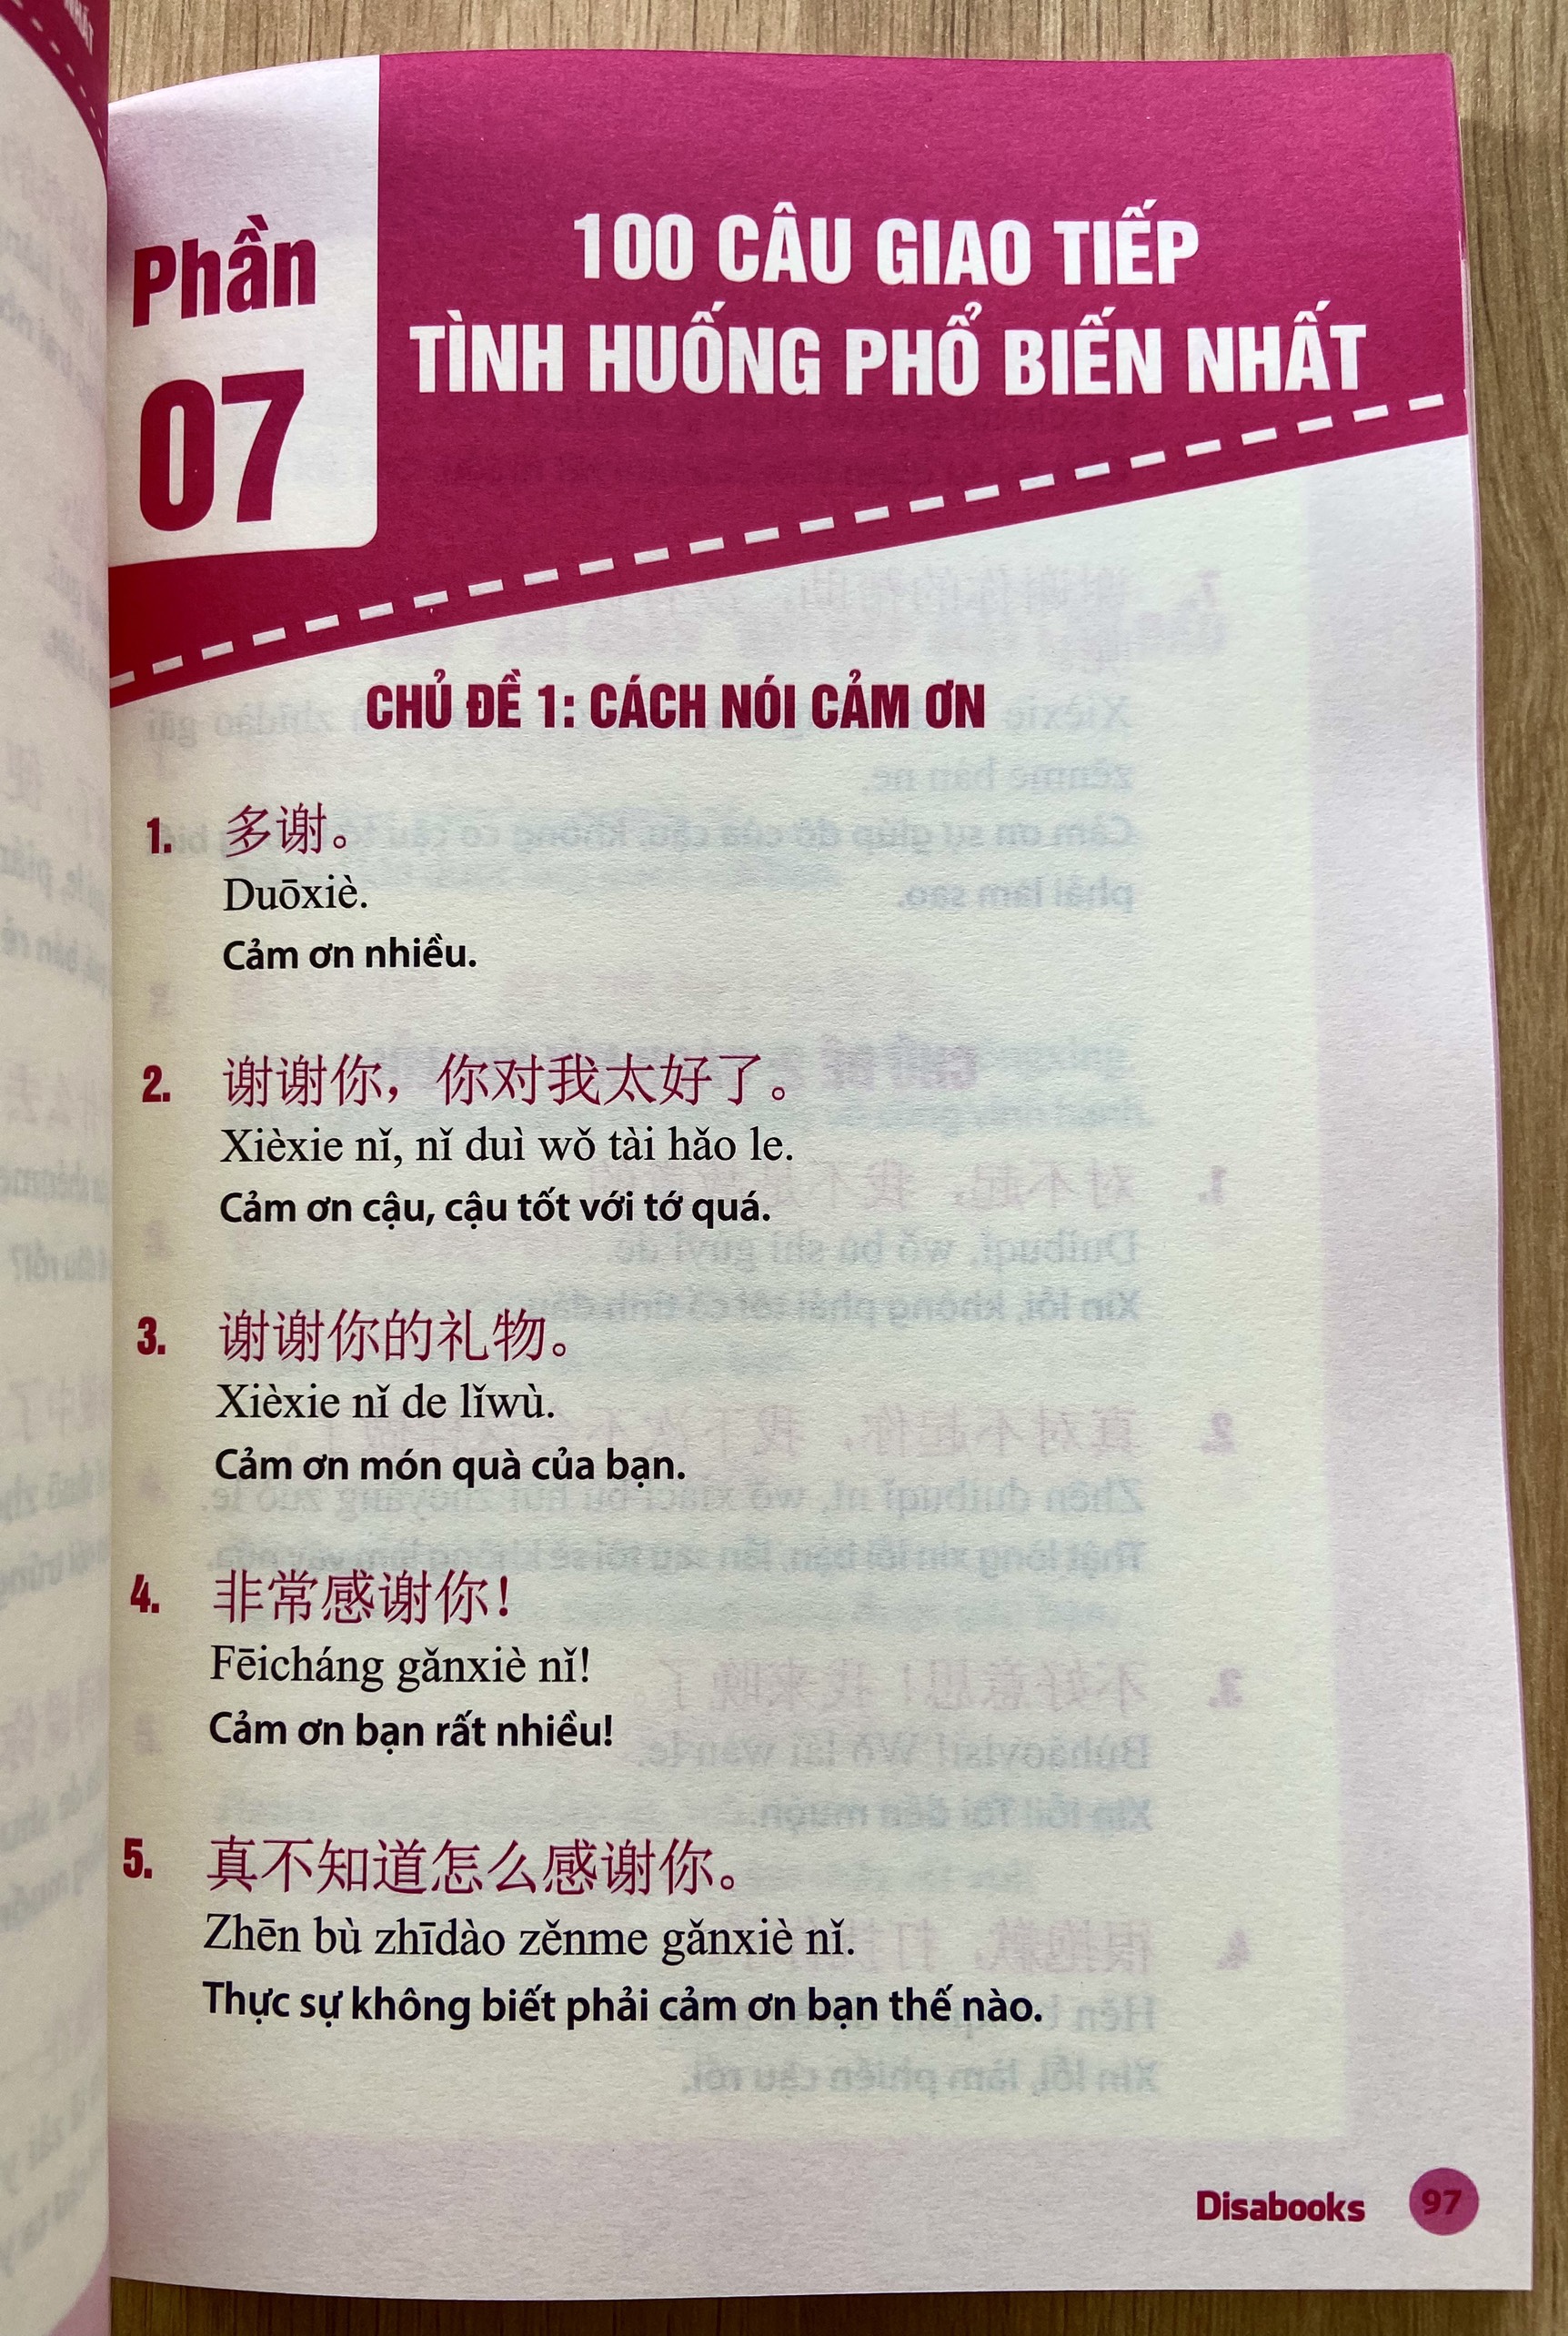 Phần
07
100 CÂU GIAO TIẾP
TÌNH HUỐNG PHỔ BIẾN NHẤT
CHỦ ĐỀ 1: CÁCH NÓI CẢM ƠN
1. 多谢。
Duōxiè.
Cảm ơn nhiều.
2. 谢谢你，你对我太好了。
Xièxie nǐ, nǐ duì wǒ tài hǎo le.
Cảm ơn cậu, cậu tốt với tớ quá.
3. 谢谢你的礼物。
Xièxie nǐ de lǐwù.
Cảm ơn món quà của bạn.
4. 非常感谢你！
Fēicháng gǎnxiè nǐ!
Cảm ơn bạn rất nhiều!
5. 真不知道怎么感谢你。
Zhēn bù zhīdào zěnme gǎnxiè nǐ.
Thực sự không biết phải cảm ơn bạn thế nào.
Disabooks 97